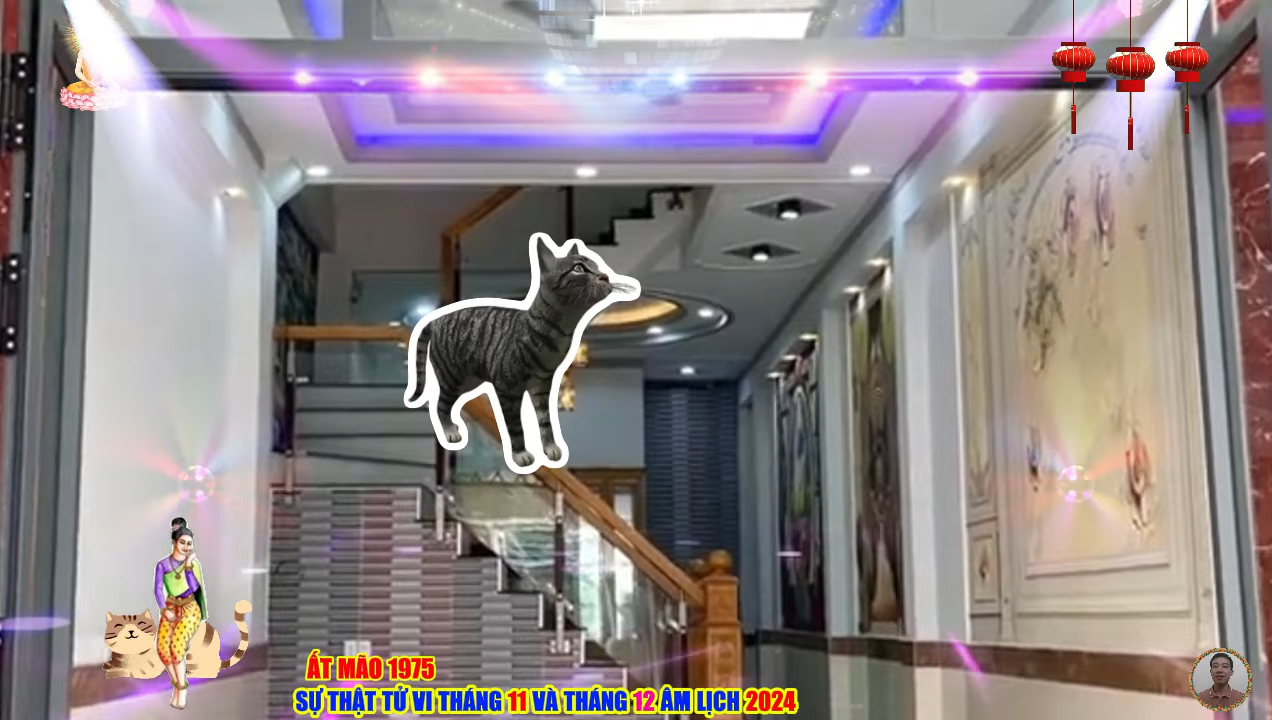 ẤT MÃO 1975
SỰ THẬT TỬ VI THÁNG 11 VÀ THÁNG 12 ÂM LỊCH 2024